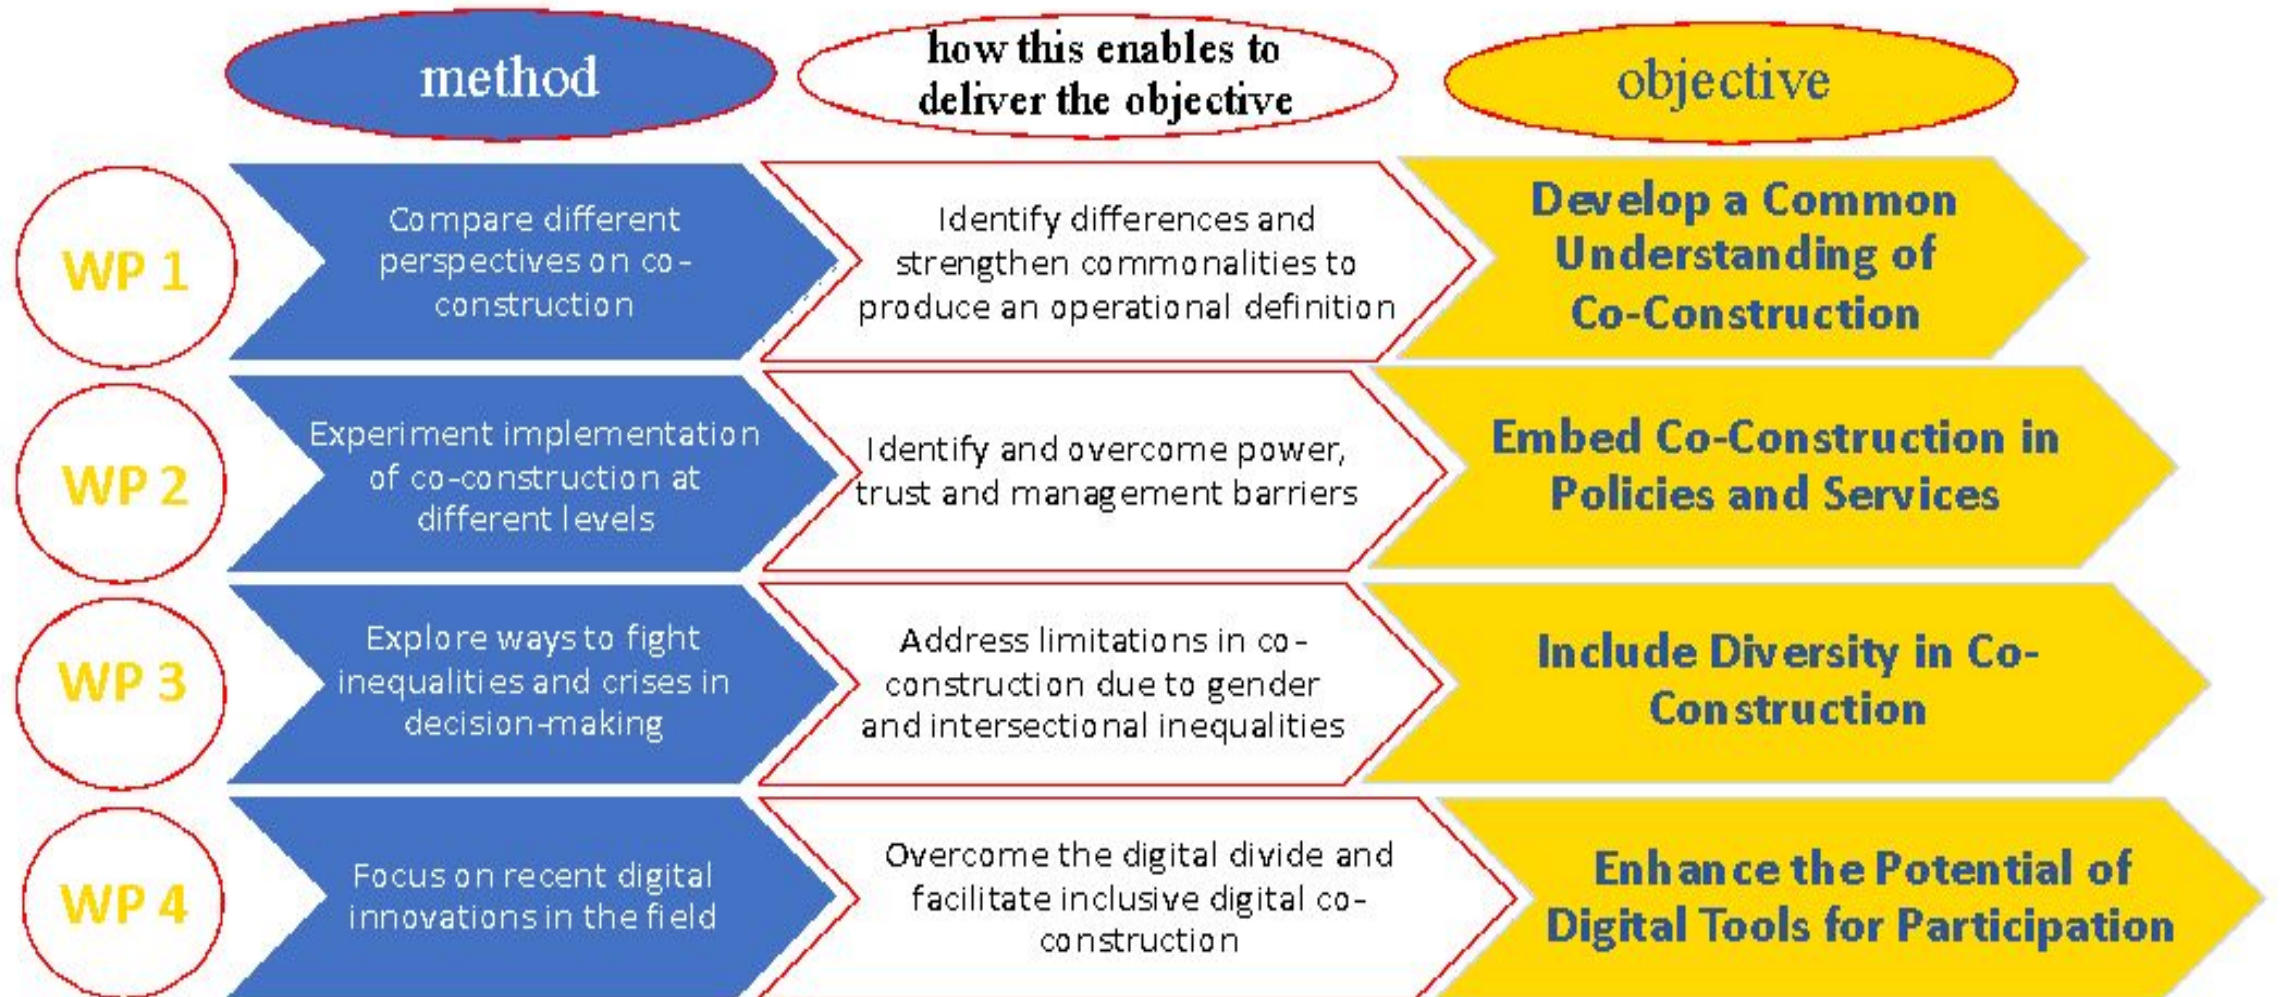 method
how this enables to
deliver the objective
objective
WP 1
Compare different
perspectives on co-
construction
Identify differences and
strengthen commonalities to
produce an operational definition
Develop a Common
Understanding of
Co-Construction
WP 2
Experiment implementation
of co-construction at
different levels
Identify and overcome power,
trust and management barriers
Embed Co-Construction in
Policies and Services
WP 3
Explore ways to fight
inequalities and crises in
decision-making
Address limitations in co-
construction due to gender
and intersectional inequalities
Include Diversity in Co-
Construction
WP 4
Focus on recent digital
innovations in the field
Overcome the digital divide and
facilitate inclusive digital co-
construction
Enhance the Potential of
Digital Tools for Participation